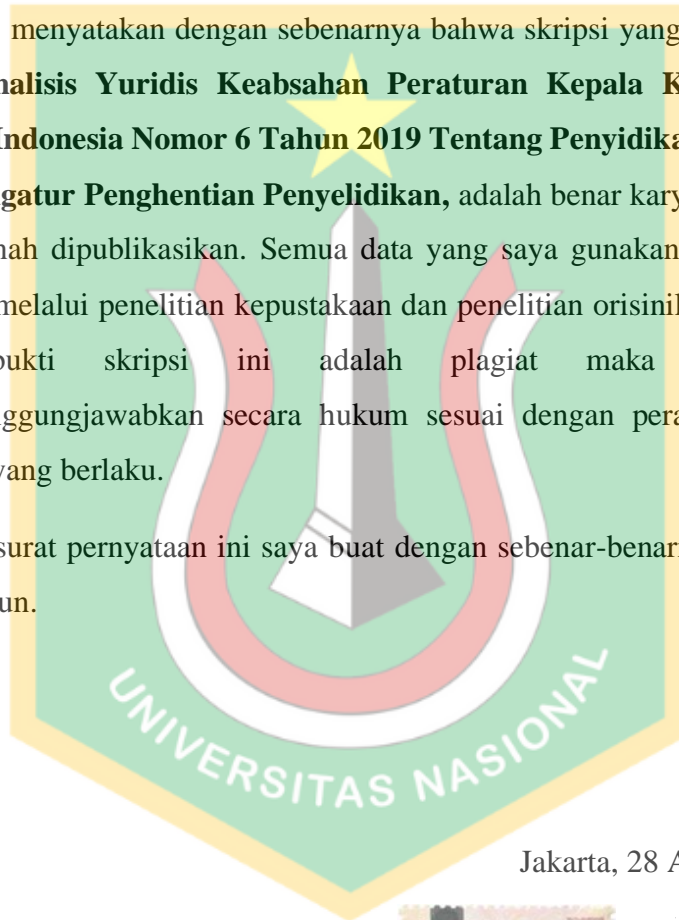 menyatakan dengan sebenarnya bahwa skripsi yang
nalisis Yuridis Keabsahan Peraturan Kepala K
Indonesia Nomor 6 Tahun 2019 Tentang Penyidika
gatur Penghentian Penyelidikan, adalah benar kary
nah dipublikasikan. Semua data yang saya gunakan
melalui penelitian kepustakaan dan penelitian orisinil
bukti skripsi ini adalah plagiat maka
nggungjawabkan secara hukum sesuai dengan pera
yang berlaku.
surat pernyataan ini saya buat dengan sebenar-benarn
un.
UNIVERSITAS NASIONAL
Jakarta, 28 A